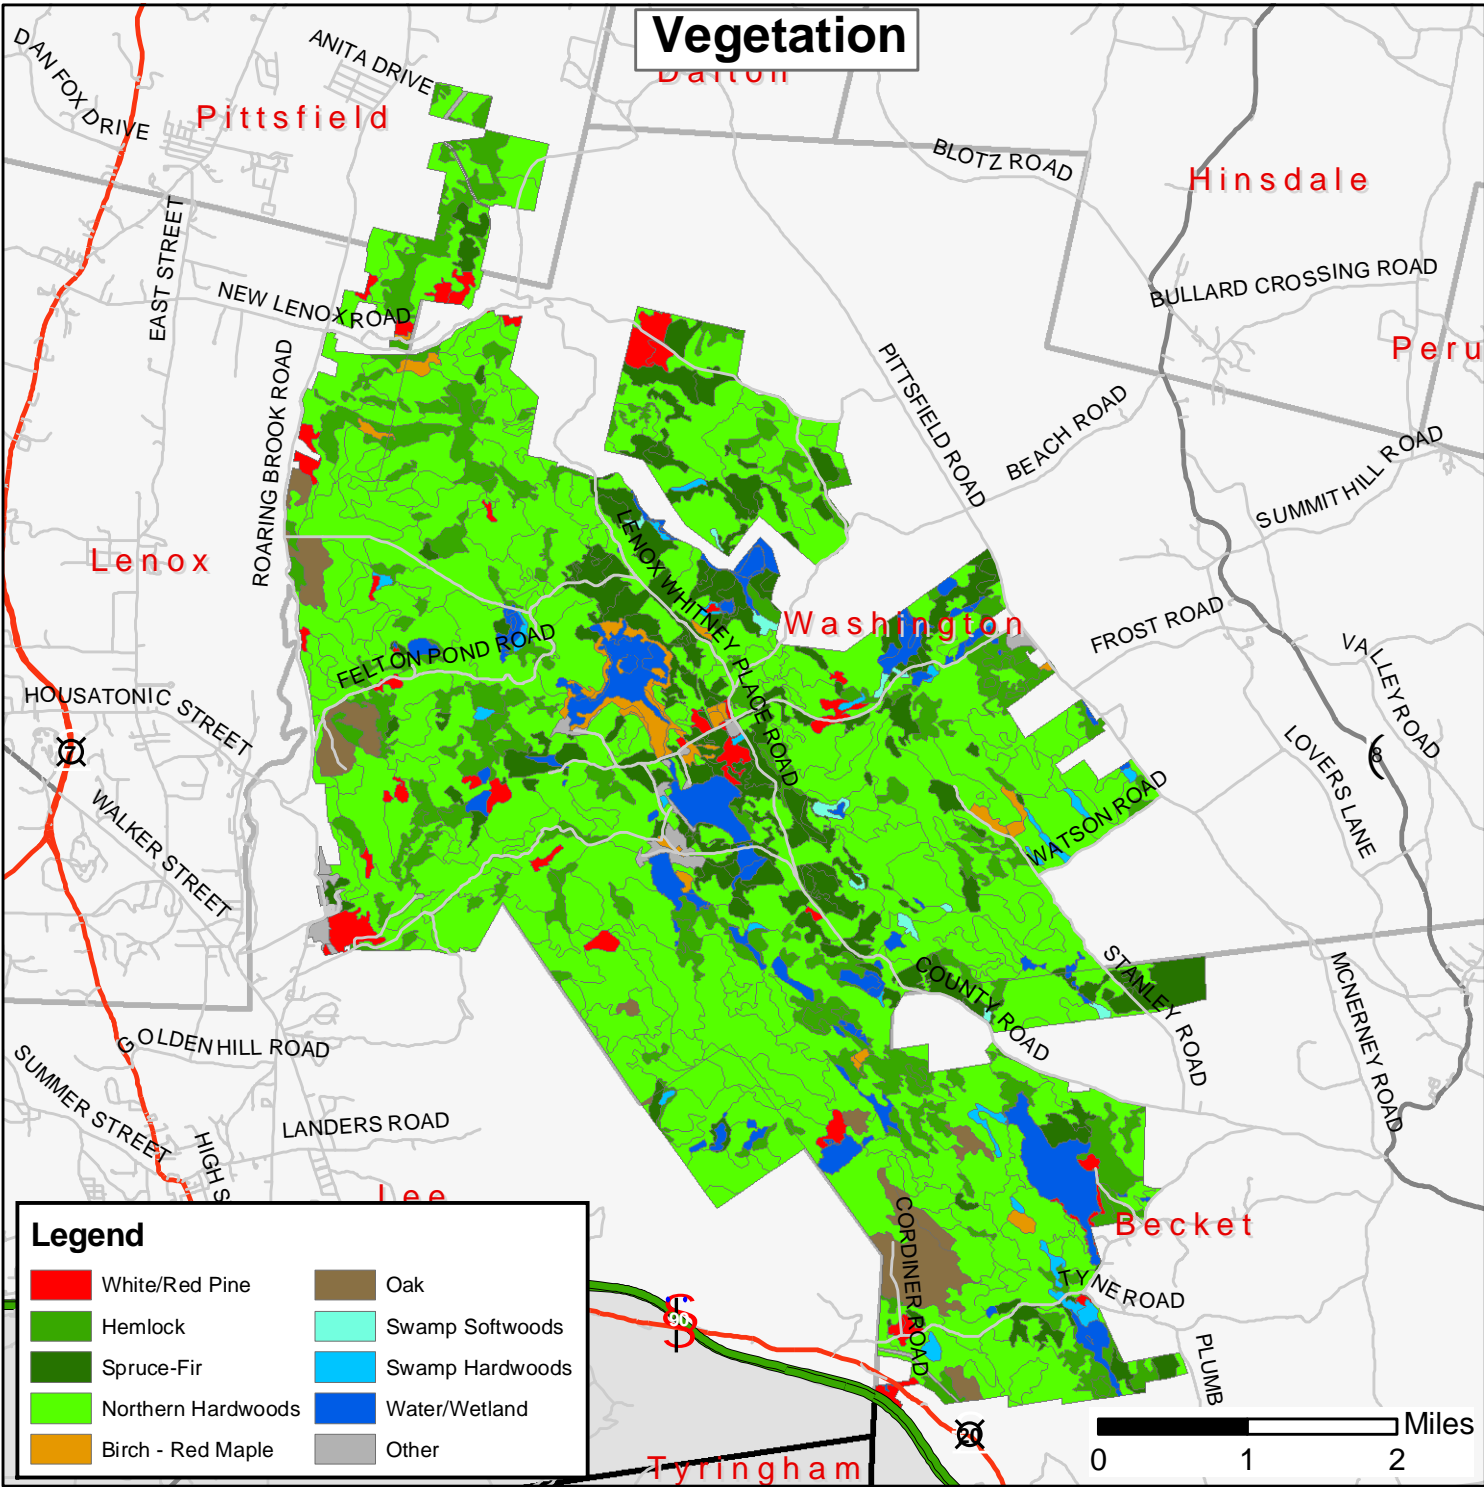 Vegetation
Dalton
DAN FOX DRIVE
ANITA DRIVE
Pittsfield
BLOTZ ROAD
Hinsdale
EAST STREET
NEW LENOX ROAD
BULLARD CROSSING ROAD
Peru
ROARING BROOK ROAD
PITTSFIELD ROAD
BEACH ROAD
SUMMIT HILL ROAD
Lenox
LENOX WHITNEY PLACE ROAD
Washington
FROST ROAD
VALLEY ROAD
FELTON POND ROAD
HOUSATONIC STREET
7
8
LOVERS LANE
WALKER STREET
WATSON ROAD
COUNTY ROAD
STANLEY ROAD
MCNERNEY ROAD
GOLDEN HILL ROAD
SUMMER STREET
LANDERS ROAD
HIGH S
Lee
CORDINER ROAD
Becket
TYNE ROAD
PLUMB
90
20
Tyringham
Legend
White/Red Pine
Hemlock
Spruce-Fir
Northern Hardwoods
Birch - Red Maple
Oak
Swamp Softwoods
Swamp Hardwoods
Water/Wetland
Other
Miles
0 1 2